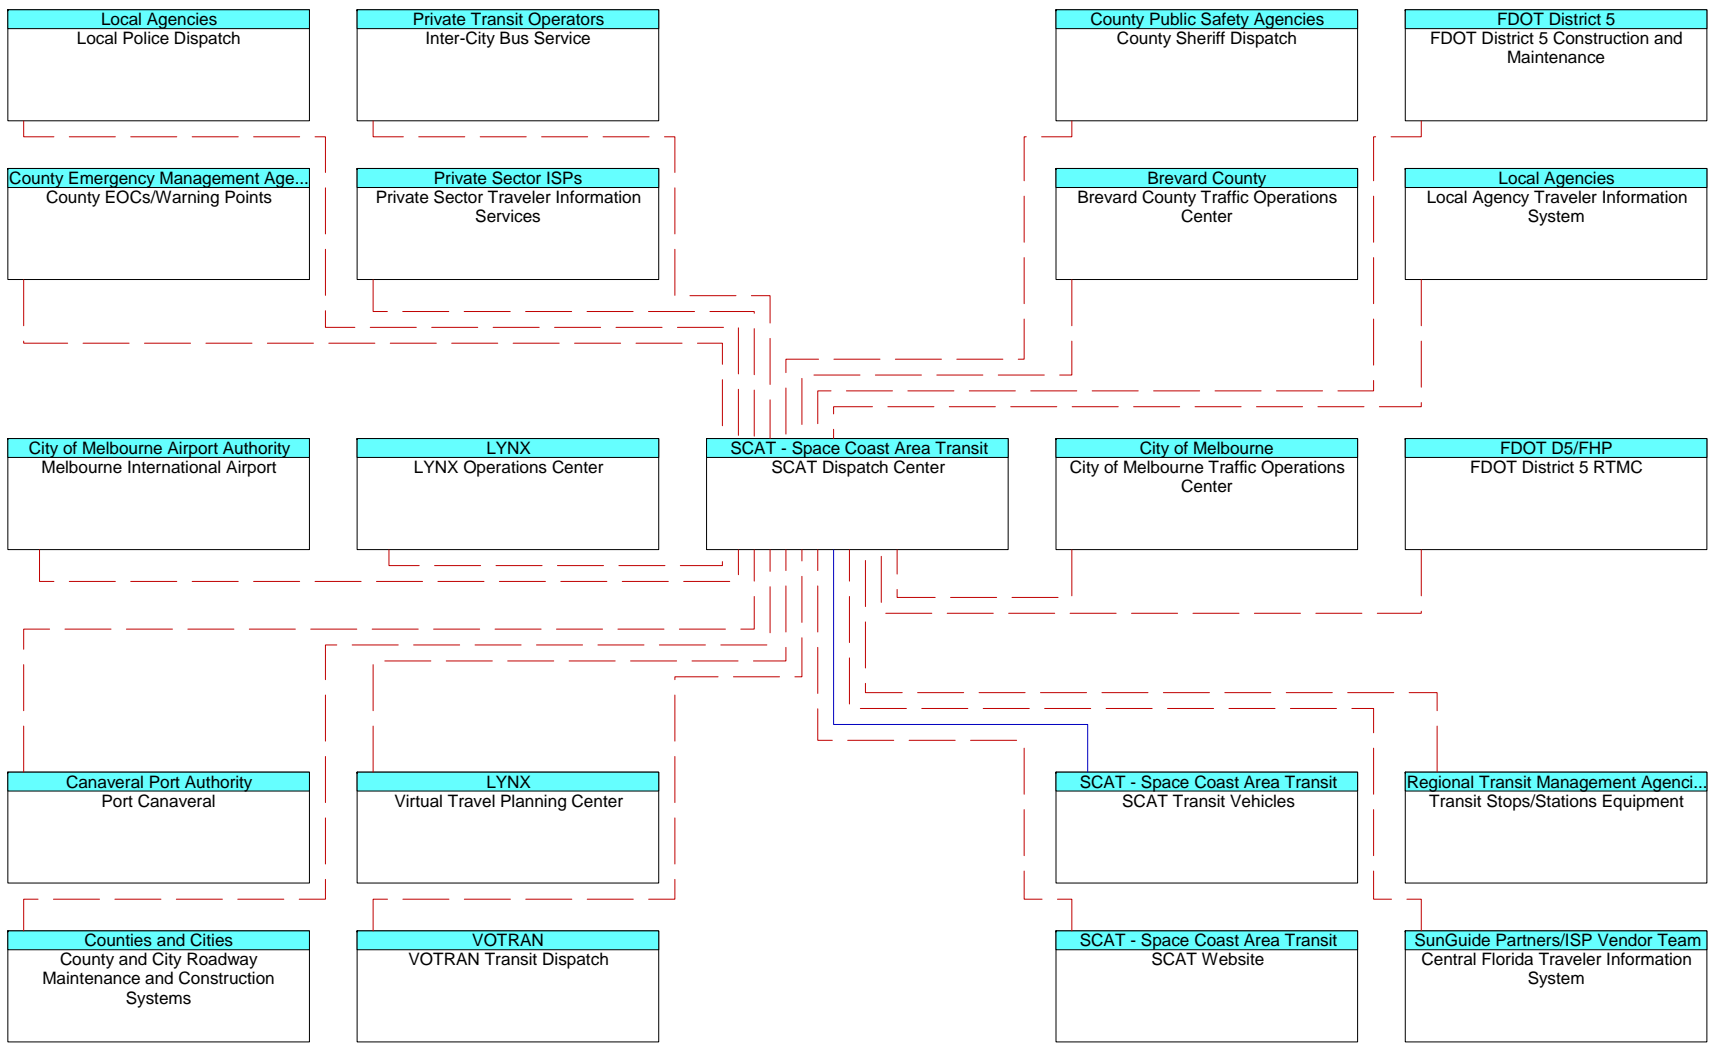 Local Agencies
Local Police Dispatch
Private Transit Operators
Inter-City Bus Service
County Public Safety Agencies
County Sheriff Dispatch
FDOT District 5
FDOT District 5 Construction and
Maintenance
County Emergency Management Age...
County EOCs/Warning Points
Private Sector ISPs
Private Sector Traveler Information
Services
Brevard County
Brevard County Traffic Operations
Center
Local Agencies
Local Agency Traveler Information
System
City of Melbourne Airport Authority
Melbourne International Airport
LYNX
LYNX Operations Center
SCAT - Space Coast Area Transit
SCAT Dispatch Center
City of Melbourne
City of Melbourne Traffic Operations
Center
FDOT D5/FHP
FDOT District 5 RTMC
Canaveral Port Authority
Port Canaveral
LYNX
Virtual Travel Planning Center
SCAT - Space Coast Area Transit
SCAT Transit Vehicles
Regional Transit Management Agenci...
Transit Stops/Stations Equipment
Counties and Cities
County and City Roadway
Maintenance and Construction
Systems
VOTRAN
VOTRAN Transit Dispatch
SCAT - Space Coast Area Transit
SCAT Website
SunGuide Partners/ISP Vendor Team
Central Florida Traveler Information
System